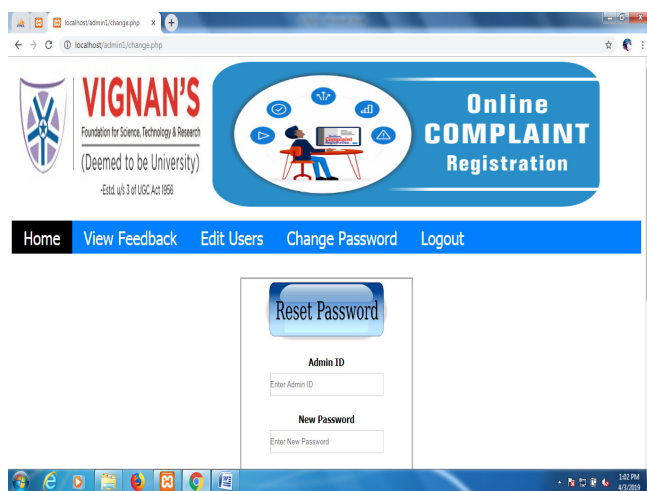 localhost/admin1/change.php
localhost/admin1/change.php
VIGNAN'S
Foundation for Science, Technology & Research
(Deemed to be University)
-Estd. u/s 3 of UGC Act 1956
Complaint
Registration
Online
COMPLAINT
Registration
Home View Feedback Edit Users Change Password Logout
Reset Password
Admin ID
Enter Admin ID
New Password
Enter New Password
1:02 PM
4/3/2019